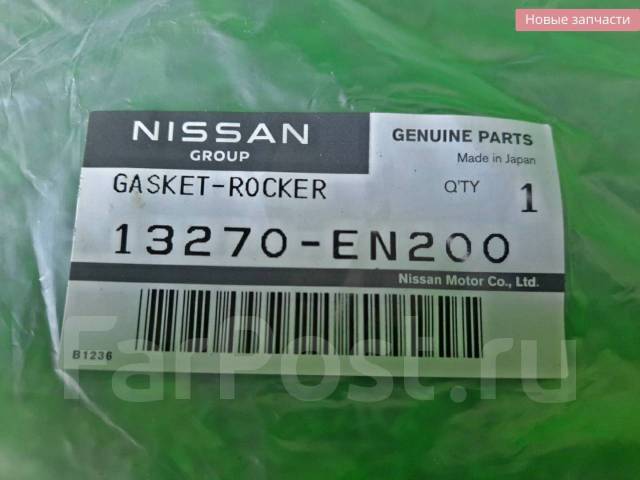 Новые запчасти
NISSAN
GROUP
GENUINE PARTS
Made in Japan
GASKET-ROCKER
Q'TY 1
13270-EN200
Nissan Motor Co., Ltd.
B1236
FarPost.ru